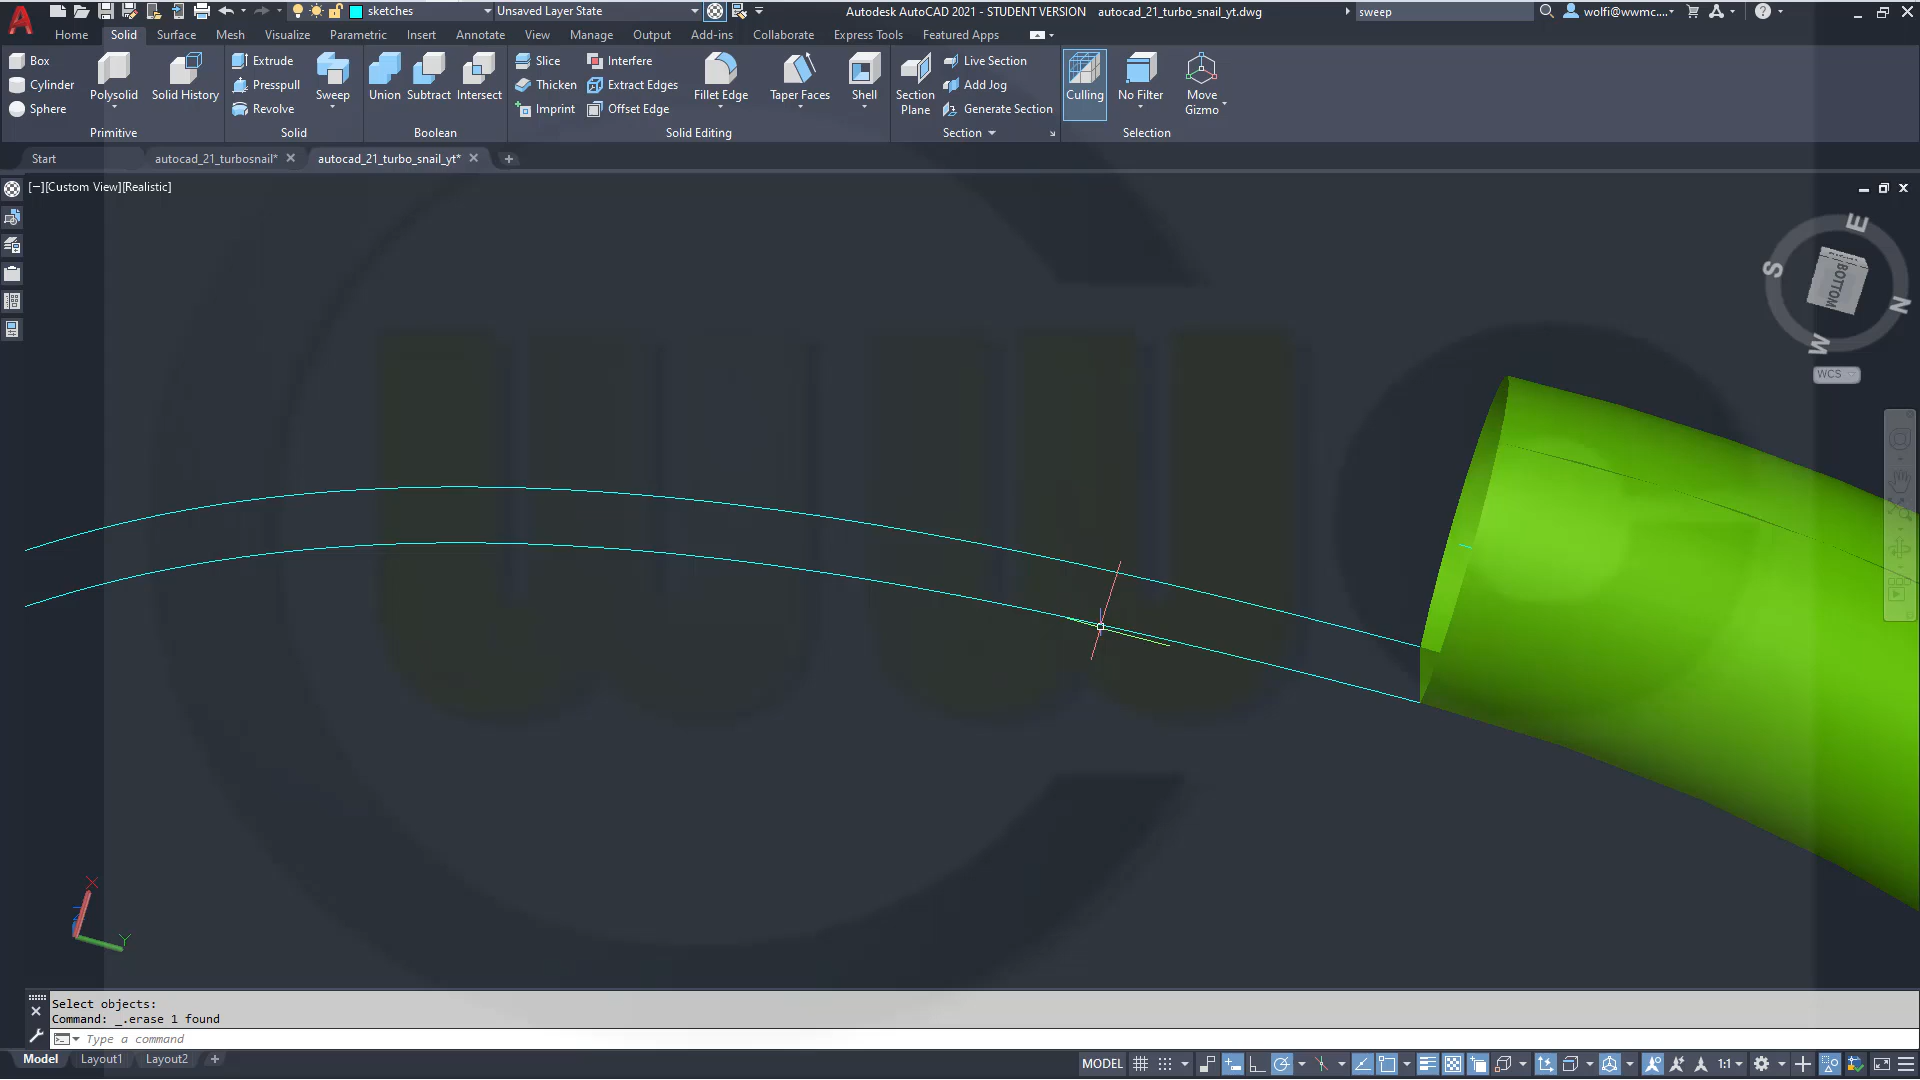 sketches
Unsaved Layer State
Autodesk AutoCAD 2021 - STUDENT VERSION autocad_21_turbo_snail_yt.dwg
sweep
wolfi@wwmc....
Home Solid Surface Mesh Visualize Parametric Insert Annotate View Manage Output Add-ins Collaborate Express Tools Featured Apps
Box
Cylinder
Sphere
Polysolid
Solid History
Primitive
Extrude
Presspull
Revolve
Sweep
Solid
Union
Subtract
Intersect
Boolean
Slice
Thicken
Imprint
Interfere
Extract Edges
Offset Edge
Fillet Edge
Taper Faces
Shell
Solid Editing
Section Plane
Live Section
Add Jog
Generate Section
Section
Culling
No Filter
Move Gizmo
Selection
Start
autocad_21_turbosnail*
autocad_21_turbo_snail_yt*
[−][Custom View][Realistic]
E
S
BOTTOM
N
W
WCS
X
Z
Y
Select objects:
Command: _.erase 1 found
Type a command
Model Layout1 Layout2
MODEL
1:1